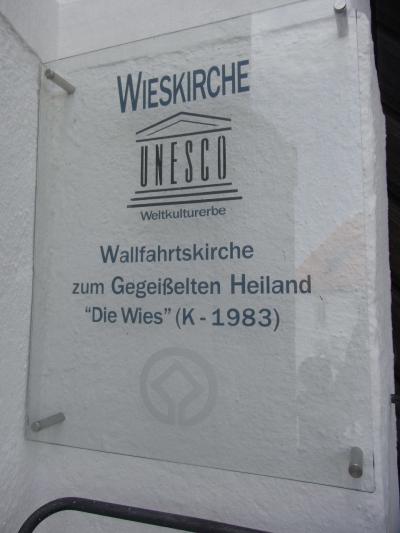 WIESKIRCHE
UNESCO
Weltkulturerbe
Wallfahrtskirche
zum Gegeißelten Heiland
"Die Wies" (K - 1983)